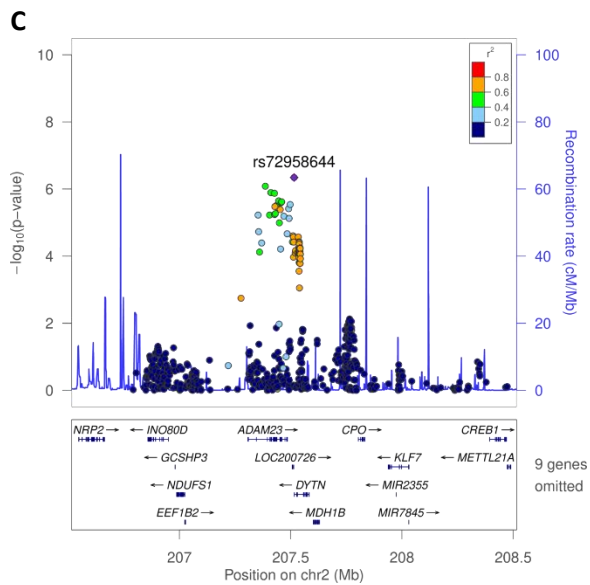 C
10
8
6
4
2
0
−log10(p−value)
100
80
60
40
20
0
Recombination rate (cM/Mb)
r2
0.8
0.6
0.4
0.2
rs72958644
NRP2
INO80D
ADAM23
CPO
CREB1
GCSHP3
LOC200726
KLF7
METTL21A
NDUFS1
DYTN
MIR2355
EEF1B2
MDH1B
MIR7845
9 genes
omitted
207
207.5
208
208.5
Position on chr2 (Mb)